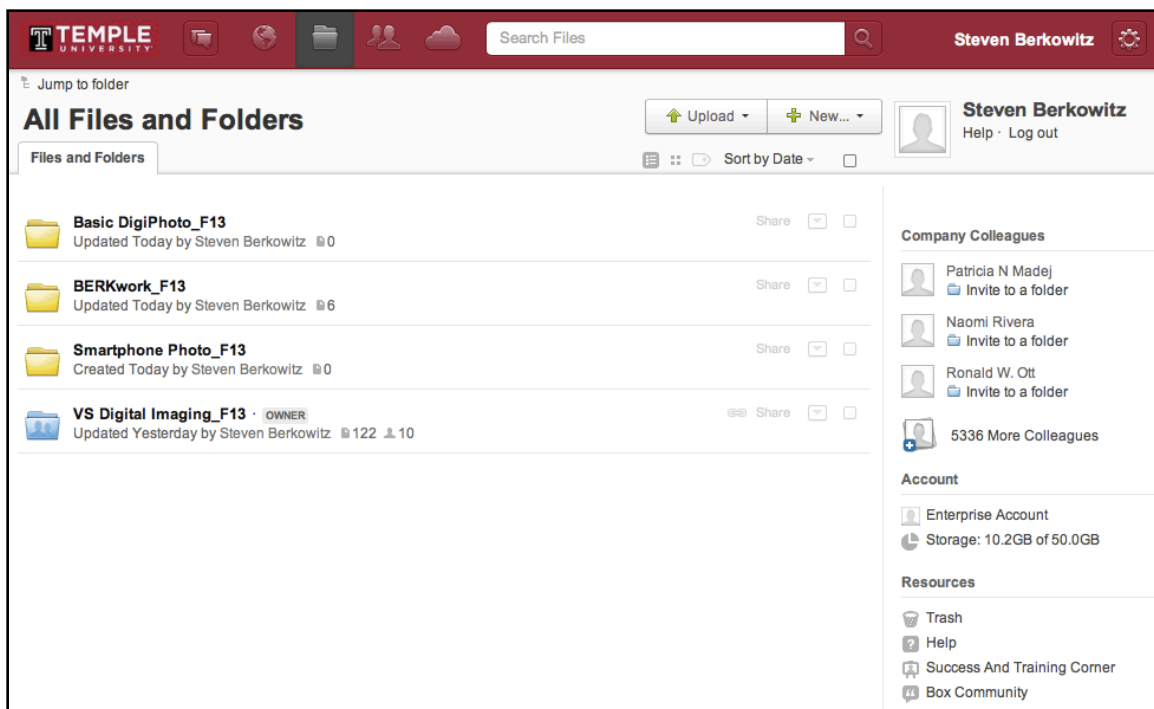 TEMPLE
UNIVERSITY
Search Files
Steven Berkowitz
Jump to folder
All Files and Folders
Upload
New...
Steven Berkowitz
Help · Log out
Files and Folders
Sort by Date
Basic DigiPhoto_F13
Updated Today by Steven Berkowitz 0
Share
BERKwork_F13
Updated Today by Steven Berkowitz 6
Share
Smartphone Photo_F13
Created Today by Steven Berkowitz 0
Share
VS Digital Imaging_F13 · OWNER
Updated Yesterday by Steven Berkowitz 122 10
Share
Company Colleagues
Patricia N Madej
Invite to a folder
Naomi Rivera
Invite to a folder
Ronald W. Ott
Invite to a folder
5336 More Colleagues
Account
Enterprise Account
Storage: 10.2GB of 50.0GB
Resources
Trash
Help
Success And Training Corner
Box Community